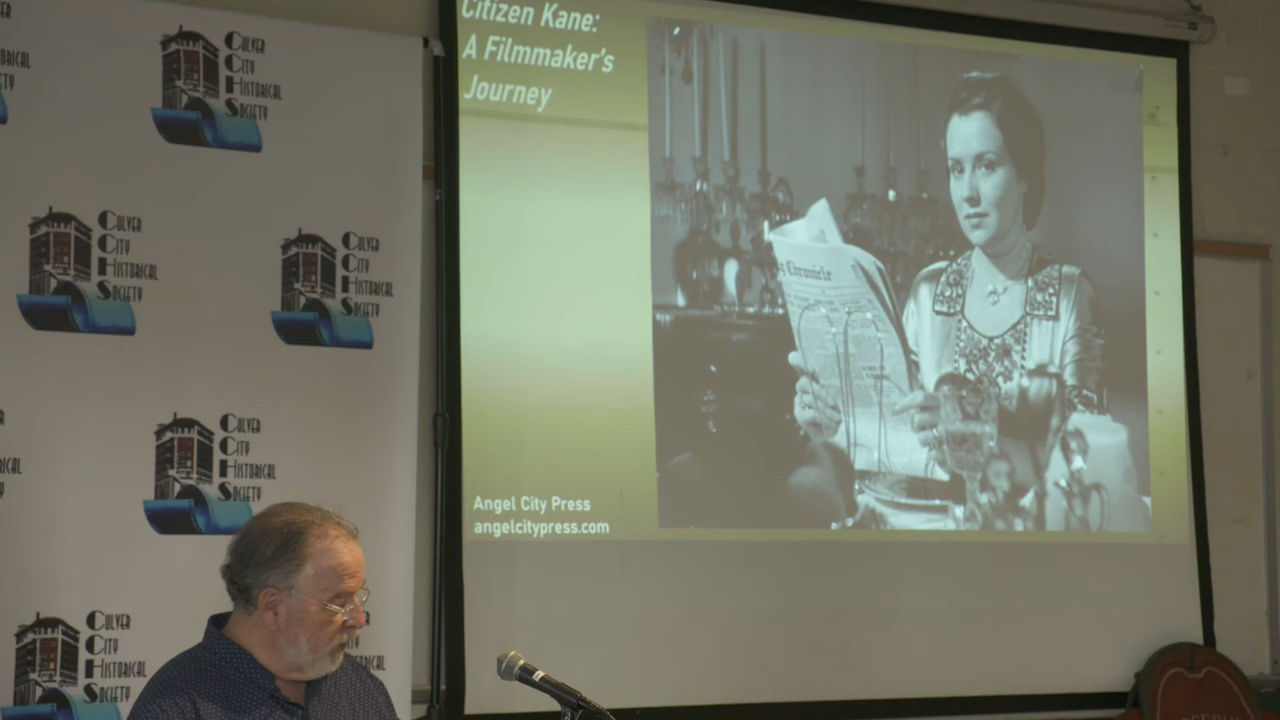 Citizen Kane:
A Filmmaker's
Journey
Chronicle
Angel City Press
angelcitypress.com
CULVER
CITY
HISTORICAL
SOCIETY
CULVER
CITY
HISTORICAL
SOCIETY
CULVER
CITY
HISTORICAL
SOCIETY
CULVER
CITY
HISTORICAL
SOCIETY
CULVER
CITY
HISTORICAL
SOCIETY